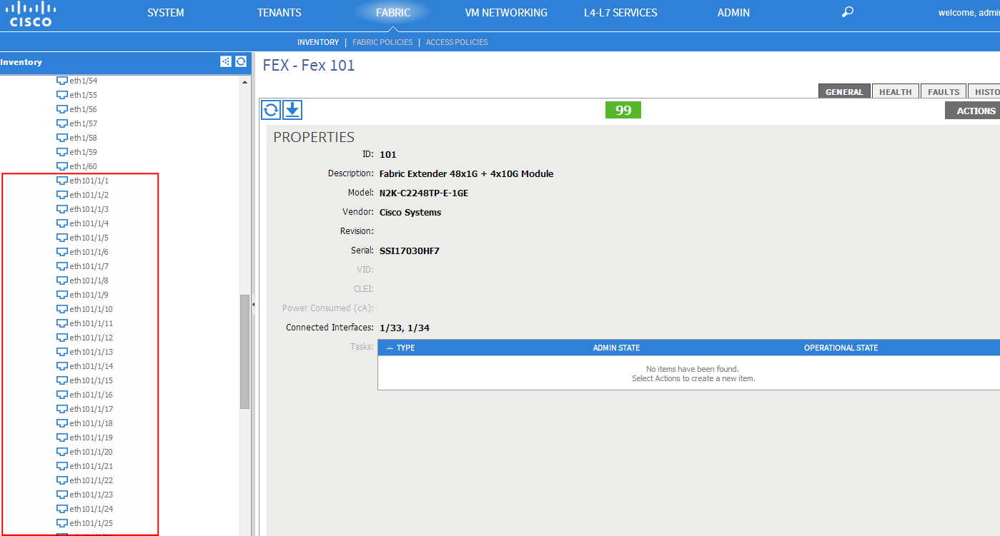 CISCO
SYSTEM
TENANTS
FABRIC
VM NETWORKING
L4-L7 SERVICES
ADMIN
welcome, admi
INVENTORY | FABRIC POLICIES | ACCESS POLICIES
Inventory
eth1/54
eth1/55
eth1/56
eth1/57
eth1/58
eth1/59
eth1/60
eth101/1/1
eth101/1/2
eth101/1/3
eth101/1/4
eth101/1/5
eth101/1/6
eth101/1/7
eth101/1/8
eth101/1/9
eth101/1/10
eth101/1/11
eth101/1/12
eth101/1/13
eth101/1/14
eth101/1/15
eth101/1/16
eth101/1/17
eth101/1/18
eth101/1/19
eth101/1/20
eth101/1/21
eth101/1/22
eth101/1/23
eth101/1/24
eth101/1/25
FEX - Fex 101
GENERAL HEALTH FAULTS HISTO
99
ACTIONS
PROPERTIES
ID: 101
Description: Fabric Extender 48x1G + 4x10G Module
Model: N2K-C2248TP-E-1GE
Vendor: Cisco Systems
Revision:
Serial: SSI17030HF7
VID:
CLEI:
Power Consumed (cA):
Connected Interfaces: 1/33, 1/34
Tasks:
TYPE ADMIN STATE OPERATIONAL STATE
No items have been found.
Select Actions to create a new item.